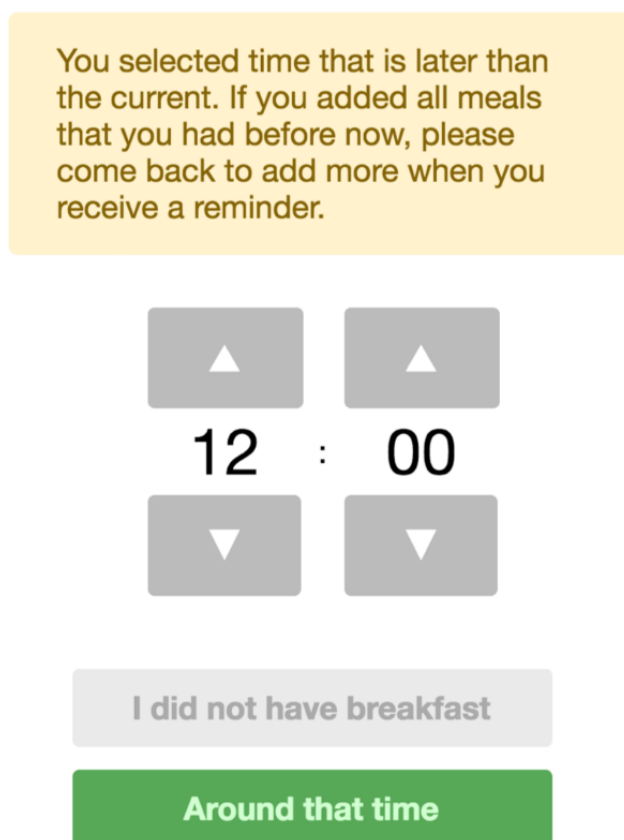 You selected time that is later than
the current. If you added all meals
that you had before now, please
come back to add more when you
receive a reminder.
12 : 00
I did not have breakfast
Around that time